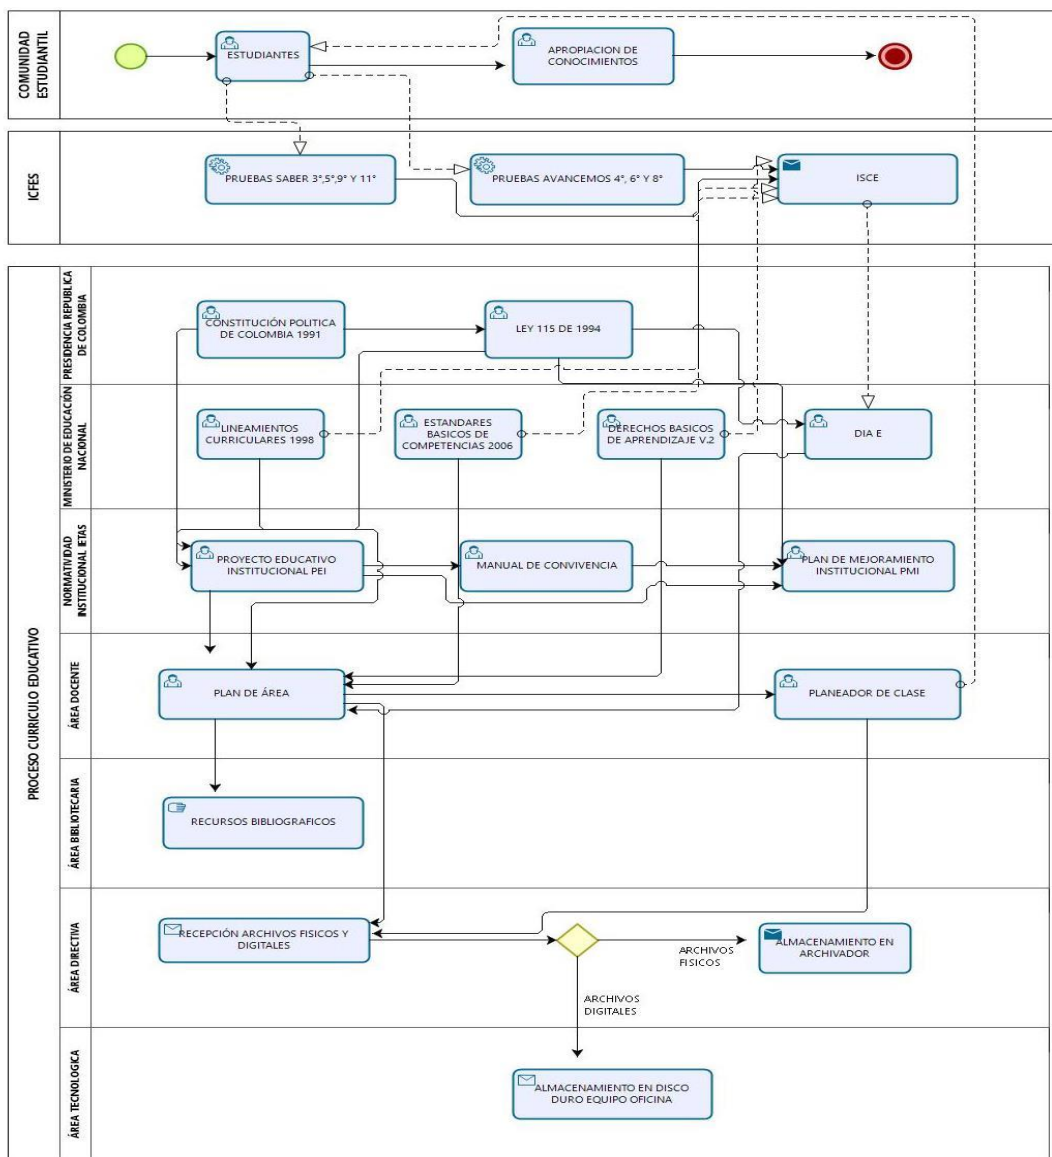 COMUNIDAD
ESTUDIANTIL
ESTUDIANTES
APROPIACION DE
CONOCIMIENTOS
ICFES
PRUEBAS SABER 3°,5°,9° Y 11°
PRUEBAS AVANCEMOS 4°, 6° Y 8°
ISCE
PROCESO CURRICULO EDUCATIVO
PRESIDENCIA REPUBLICA
DE COLOMBIA
CONSTITUCIÓN POLITICA
DE COLOMBIA 1991
LEY 115 DE 1994
MINISTERIO DE EDUCACIÓN
NACIONAL
LINEAMIENTOS
CURRICULARES 1998
ESTANDARES
BASICOS DE
COMPETENCIAS 2006
DERECHOS BASICOS
DE APRENDIZAJE V.2
DIA E
NORMATIVIDAD
INSTITUCIONAL IETAS
PROYECTO EDUCATIVO
INSTITUCIONAL PEI
MANUAL DE CONVIVENCIA
PLAN DE MEJORAMIENTO
INSTITUCIONAL PMI
ÁREA DOCENTE
PLAN DE ÁREA
PLANEADOR DE CLASE
ÁREA BIBLIOTECARIA
RECURSOS BIBLIOGRAFICOS
ÁREA DIRECTIVA
RECEPCIÓN ARCHIVOS FISICOS Y
DIGITALES
ARCHIVOS
FISICOS
ALMACENAMIENTO EN
ARCHIVADOR
ARCHIVOS
DIGITALES
ÁREA TECNOLOGICA
ALMACENAMIENTO EN DISCO
DURO EQUIPO OFICINA